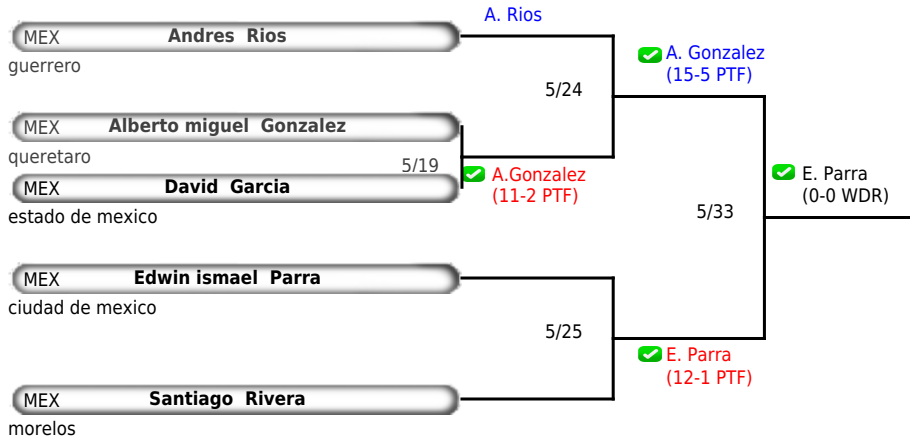 A. Rios
MEX Andres Rios
guerrero
A. Gonzalez
(15-5 PTF)
5/24
MEX Alberto miguel Gonzalez
queretaro
5/19
A.Gonzalez
(11-2 PTF)
MEX David Garcia
estado de mexico
E. Parra
(0-0 WDR)
5/33
MEX Edwin ismael Parra
ciudad de mexico
5/25
E. Parra
(12-1 PTF)
MEX Santiago Rivera
morelos